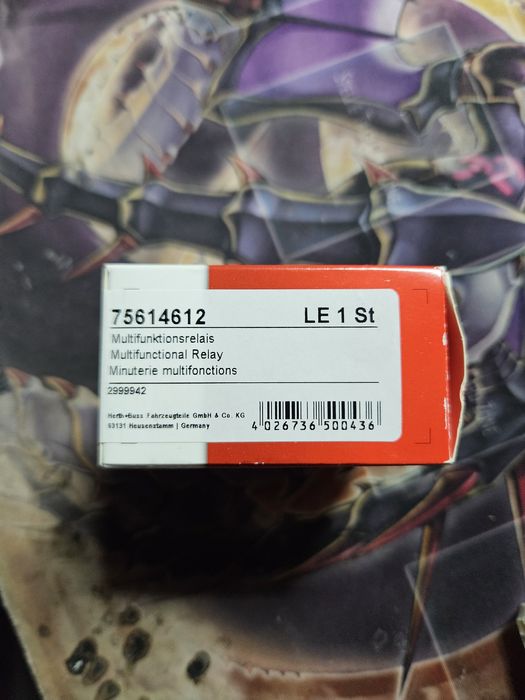 75614612 LE 1 St
Multifunktionsrelais
Multifunctional Relay
Minuterie multifonctions
2999942
Herth+Buss Fahrzeugteile GmbH & Co. KG
63131 Heusenstamm | Germany
4 026736 500436